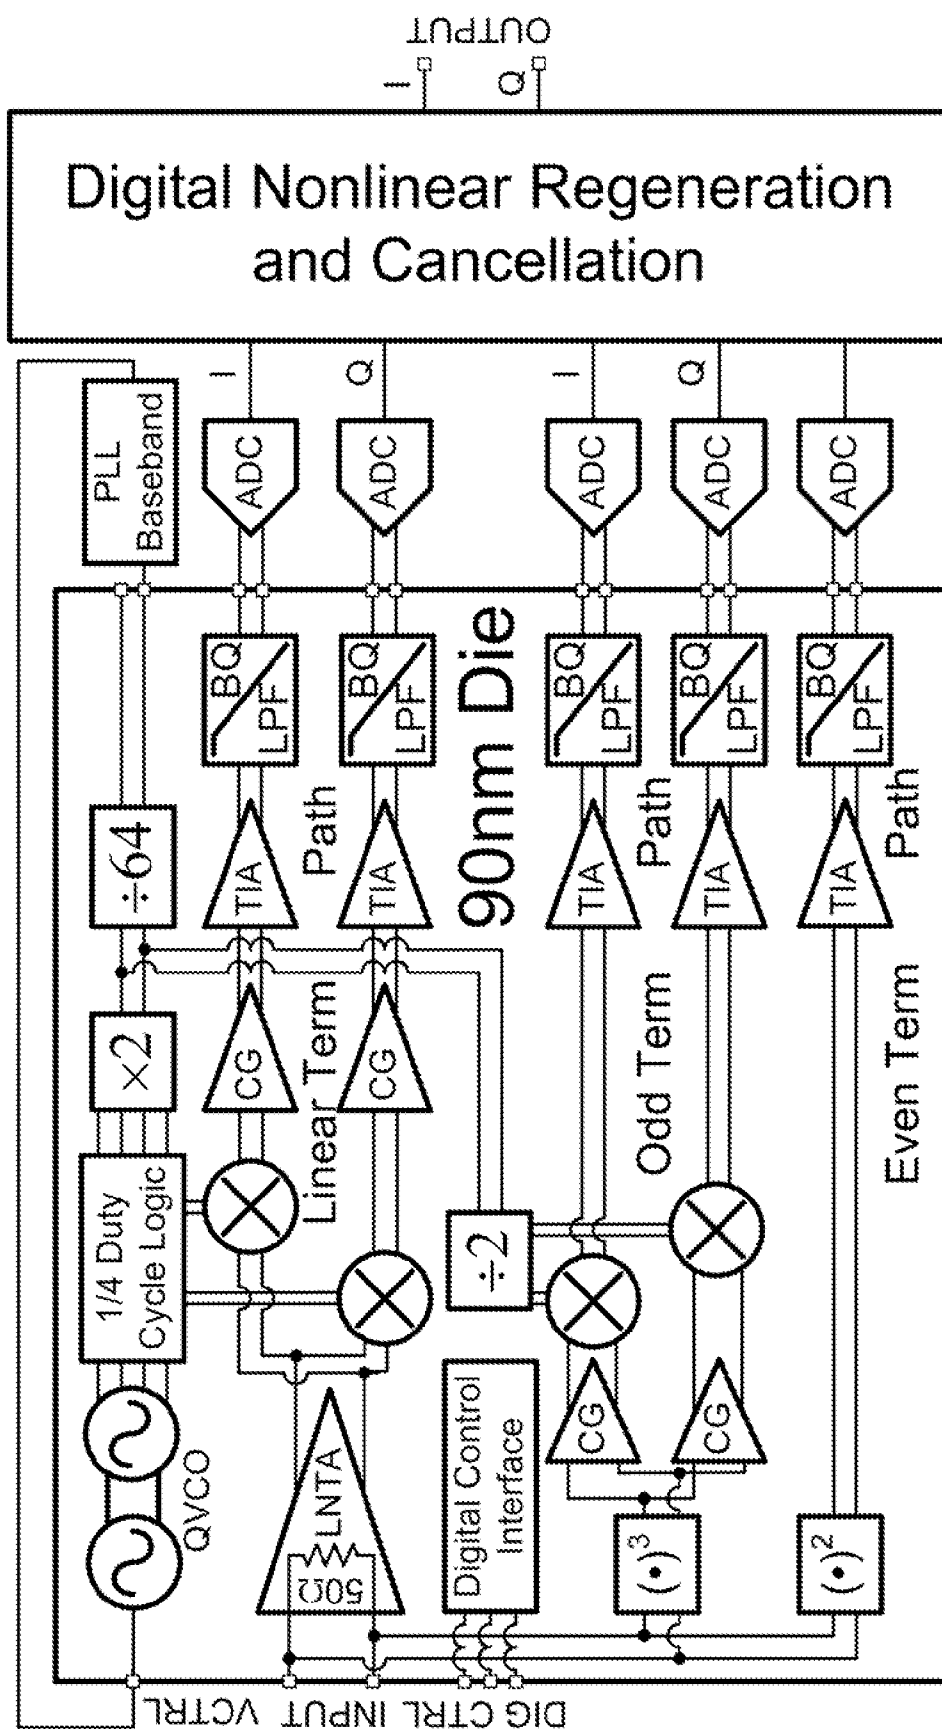 OUTPUT
I
Q
Digital Nonlinear Regeneration
and Cancellation
I
Q
I
Q
PLL
Baseband
ADC
ADC
ADC
ADC
ADC
BQ
LPF
BQ
LPF
90nm Die
BQ
LPF
BQ
LPF
BQ
LPF
÷64
TIA
TIA
TIA
TIA
TIA
×2
CG
CG
Linear Term Path
Odd Term Path
Even Term Path
1/4 Duty
Cycle Logic
÷2
QVCO
LNTA
50Ω
Digital Control
Interface
CG
CG
(•)3
(•)2
VCTRL
INPUT
DIG CTRL